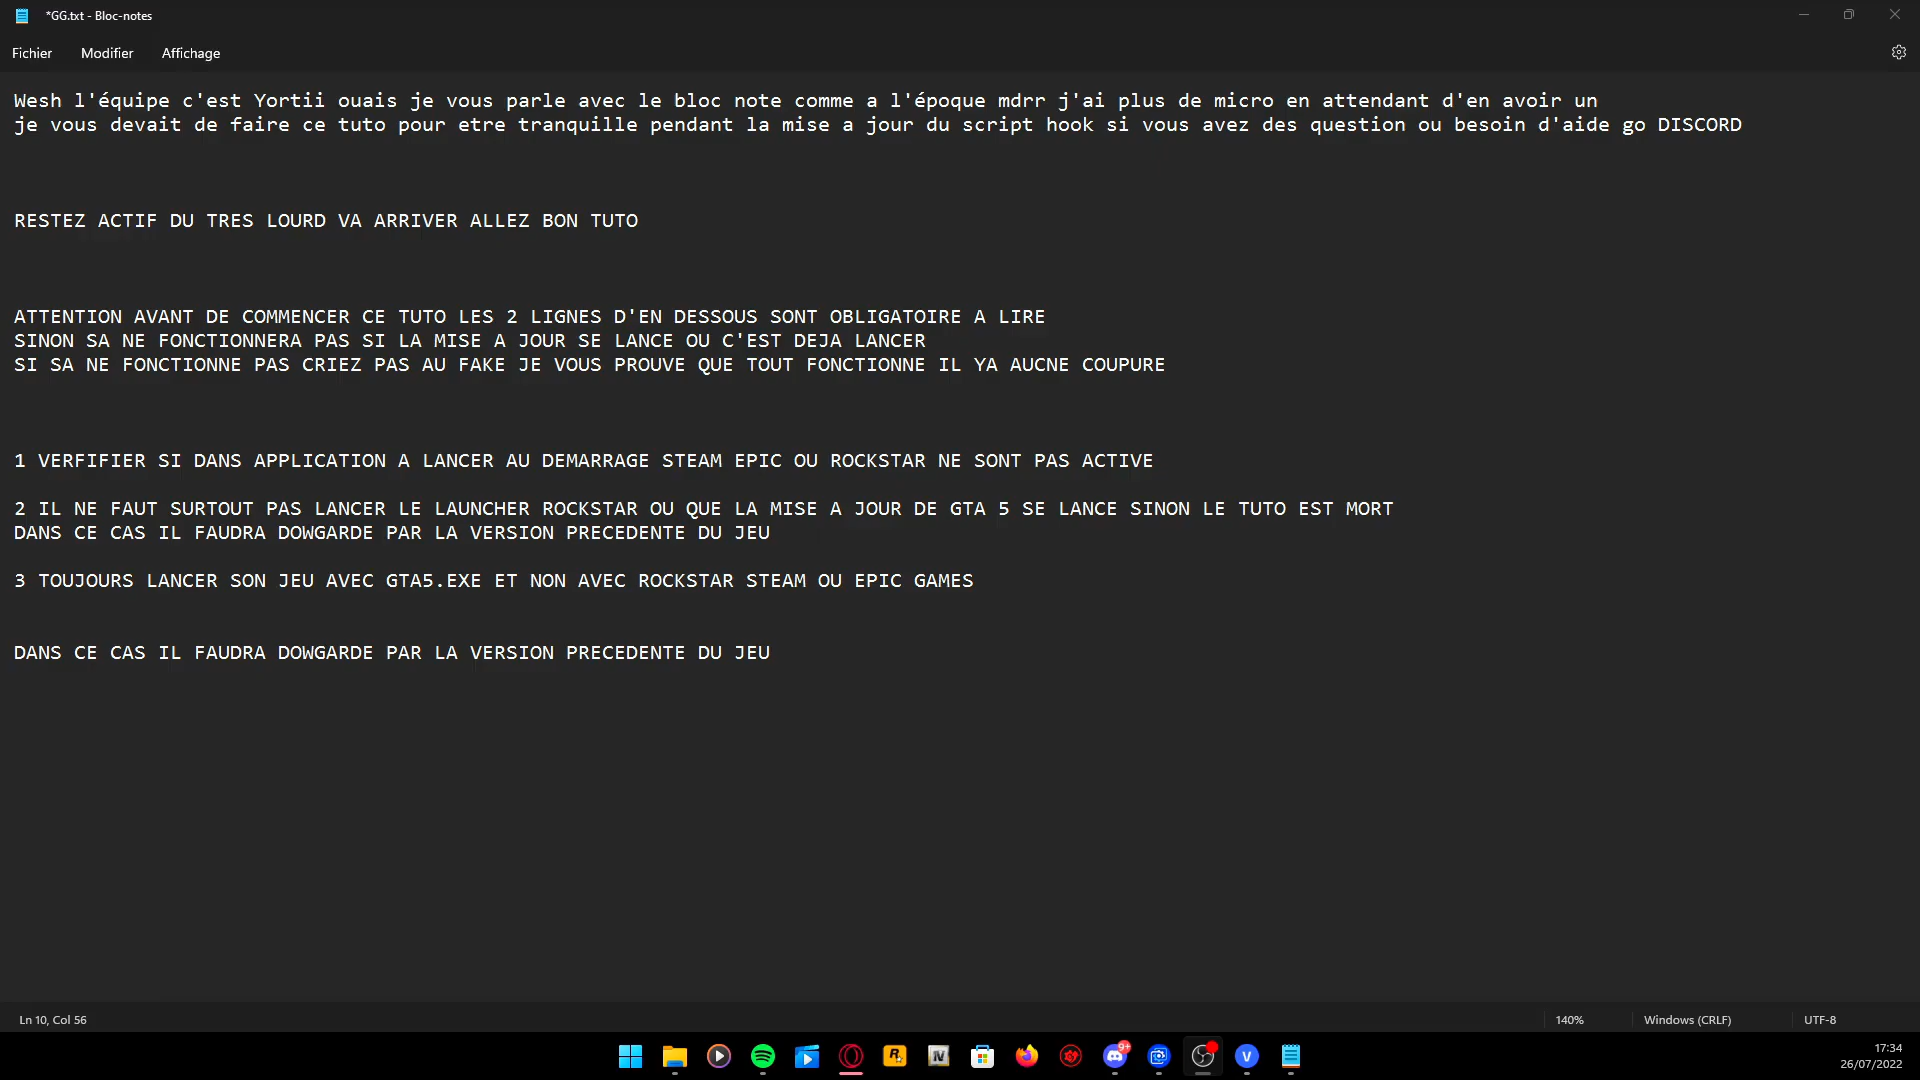 *GG.txt - Bloc-notes
Fichier Modifier Affichage
Wesh l'équipe c'est Yortii ouais je vous parle avec le bloc note comme a l'époque mdrr j'ai plus de micro en attendant d'en avoir un
je vous devait de faire ce tuto pour etre tranquille pendant la mise a jour du script hook si vous avez des question ou besoin d'aide go DISCORD
RESTEZ ACTIF DU TRES LOURD VA ARRIVER ALLEZ BON TUTO
ATTENTION AVANT DE COMMENCER CE TUTO LES 2 LIGNES D'EN DESSOUS SONT OBLIGATOIRE A LIRE
SINON SA NE FONCTIONNERA PAS SI LA MISE A JOUR SE LANCE OU C'EST DEJA LANCER
SI SA NE FONCTIONNE PAS CRIEZ PAS AU FAKE JE VOUS PROUVE QUE TOUT FONCTIONNE IL YA AUCNE COUPURE
1 VERFIFIER SI DANS APPLICATION A LANCER AU DEMARRAGE STEAM EPIC OU ROCKSTAR NE SONT PAS ACTIVE
2 IL NE FAUT SURTOUT PAS LANCER LE LAUNCHER ROCKSTAR OU QUE LA MISE A JOUR DE GTA 5 SE LANCE SINON LE TUTO EST MORT
DANS CE CAS IL FAUDRA DOWGARDE PAR LA VERSION PRECEDENTE DU JEU
3 TOUJOURS LANCER SON JEU AVEC GTA5.EXE ET NON AVEC ROCKSTAR STEAM OU EPIC GAMES
DANS CE CAS IL FAUDRA DOWGARDE PAR LA VERSION PRECEDENTE DU JEU
Ln 10, Col 56 140% Windows (CRLF) UTF-8
9+
17:34
26/07/2022